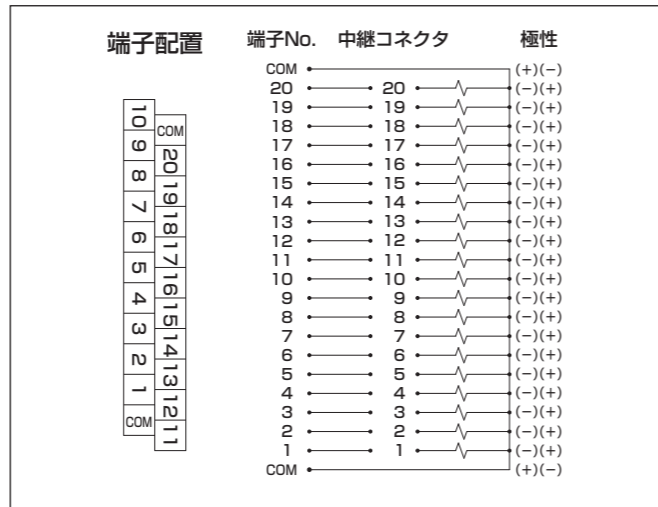 端子配置
端子No. 中継コネクタ 極性
10
9
8
7
6
5
4
3
2
1
COM
COM
20
19
18
17
16
15
14
13
12
11
COM (+)(−)
20 20 (−)(+)
19 19 (−)(+)
18 18 (−)(+)
17 17 (−)(+)
16 16 (−)(+)
15 15 (−)(+)
14 14 (−)(+)
13 13 (−)(+)
12 12 (−)(+)
11 11 (−)(+)
10 10 (−)(+)
9 9 (−)(+)
8 8 (−)(+)
7 7 (−)(+)
6 6 (−)(+)
5 5 (−)(+)
4 4 (−)(+)
3 3 (−)(+)
2 2 (−)(+)
1 1 (−)(+)
COM (+)(−)